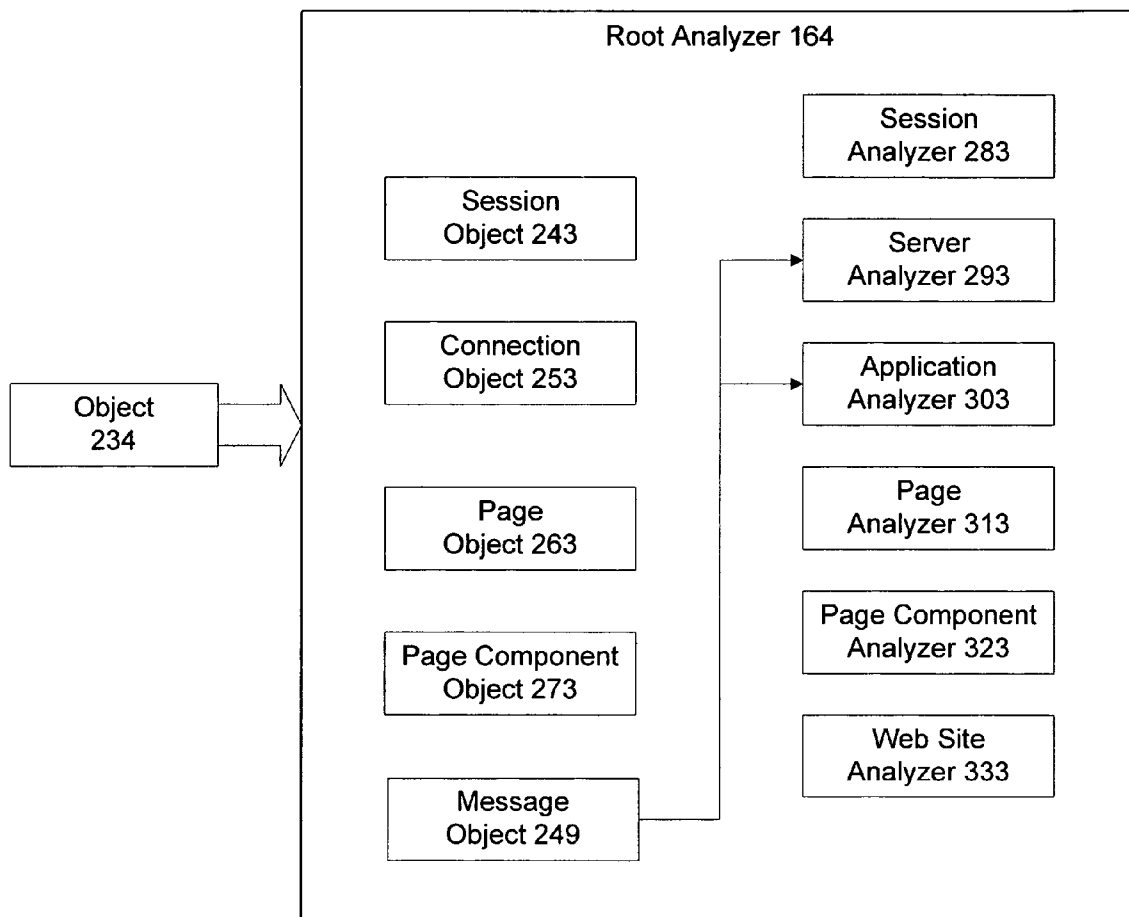 Root Analyzer 164
Object
234
Session
Object 243
Connection
Object 253
Page
Object 263
Page Component
Object 273
Message
Object 249
Session
Analyzer 283
Server
Analyzer 293
Application
Analyzer 303
Page
Analyzer 313
Page Component
Analyzer 323
Web Site
Analyzer 333